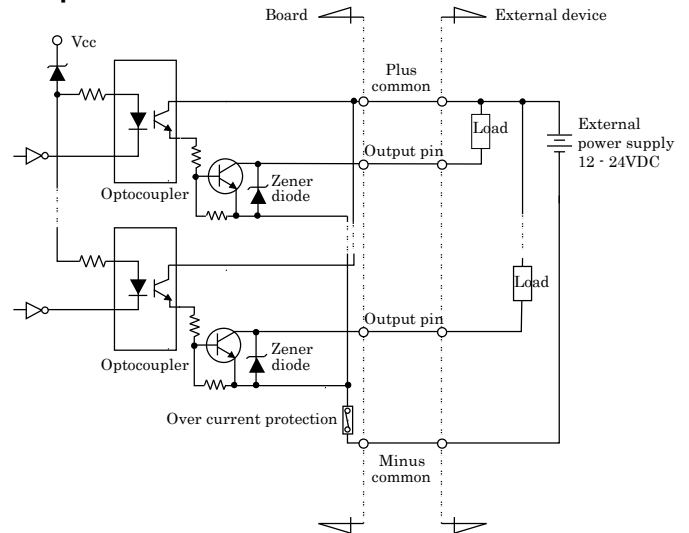 Board
External device
Vcc
Plus
common
Load
External
power supply
12 - 24VDC
Output pin
Optocoupler
Zener
diode
Load
Output pin
Optocoupler
Zener
diode
Over current protection
Minus
common